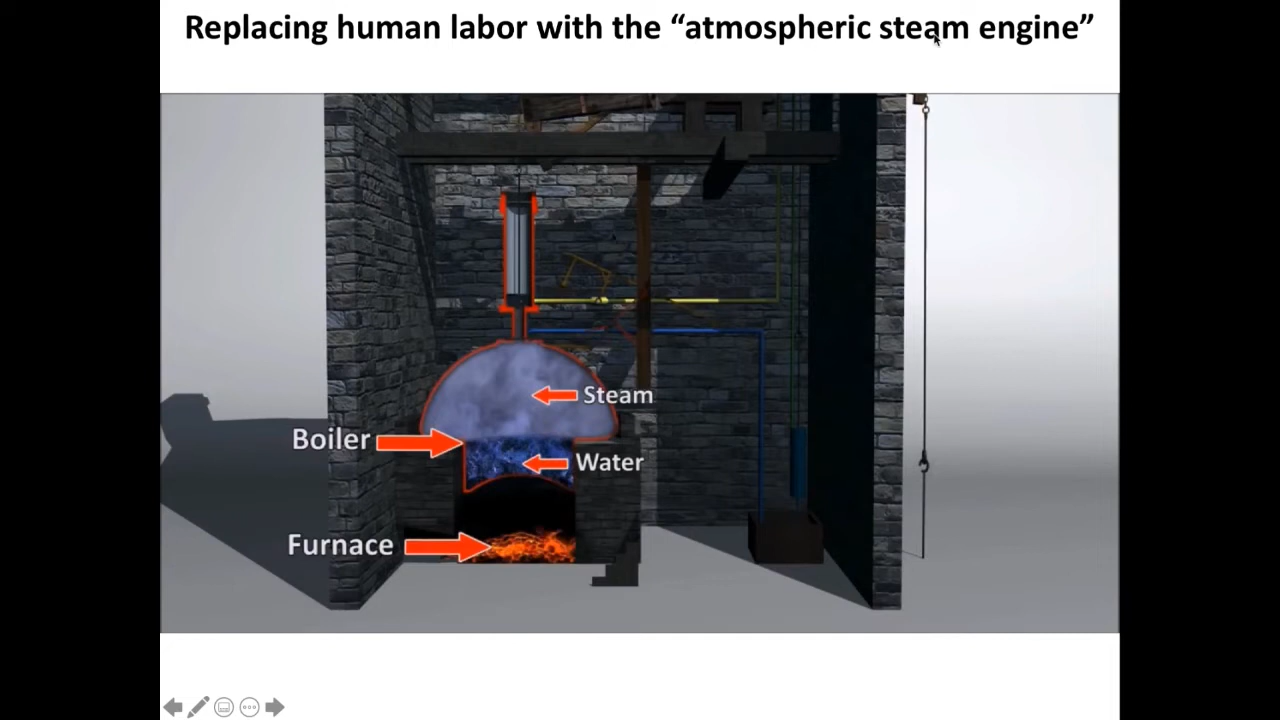 Replacing human labor with the “atmospheric steam engine”
Steam
Boiler
Water
Furnace